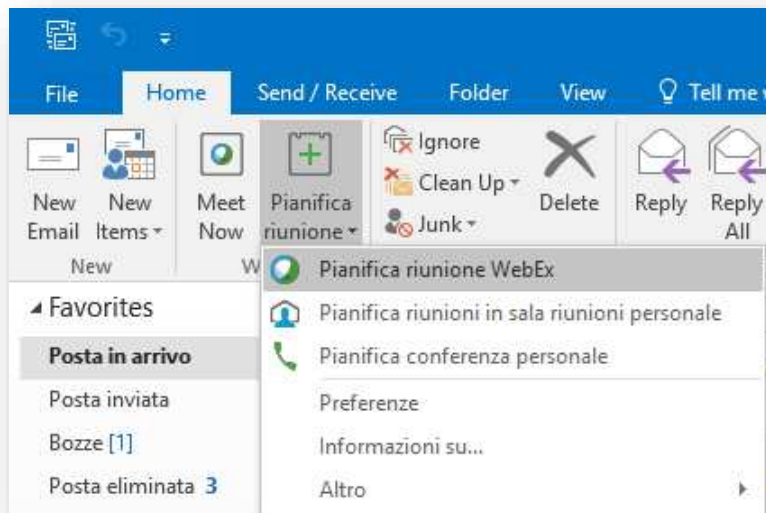 File Home Send / Receive Folder View Tell me
New Email
New Items
Meet Now
Pianifica riunione
Ignore
Clean Up
Junk
Delete
Reply
Reply All
New
W
Pianifica riunione WebEx
Pianifica riunioni in sala riunioni personale
Pianifica conferenza personale
Preferenze
Informazioni su...
Altro
Favorites
Posta in arrivo
Posta inviata
Bozze [1]
Posta eliminata 3